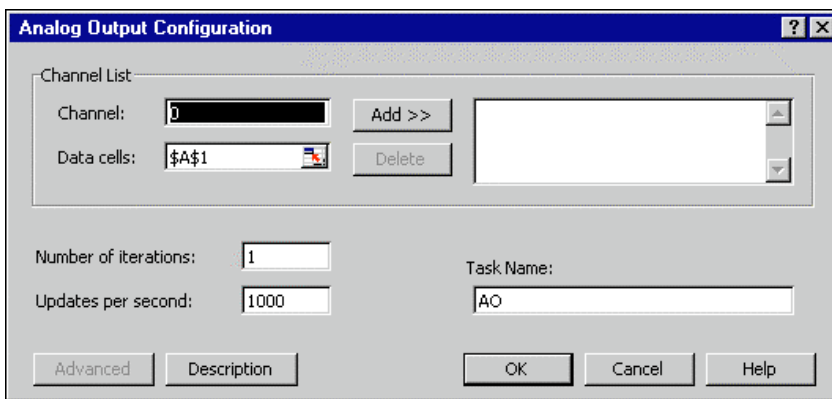 Analog Output Configuration
Channel List
Channel: 0 Add >>
Data cells: $A$1 Delete
Number of iterations: 1
Task Name:
Updates per second: 1000 AO
Advanced Description OK Cancel Help